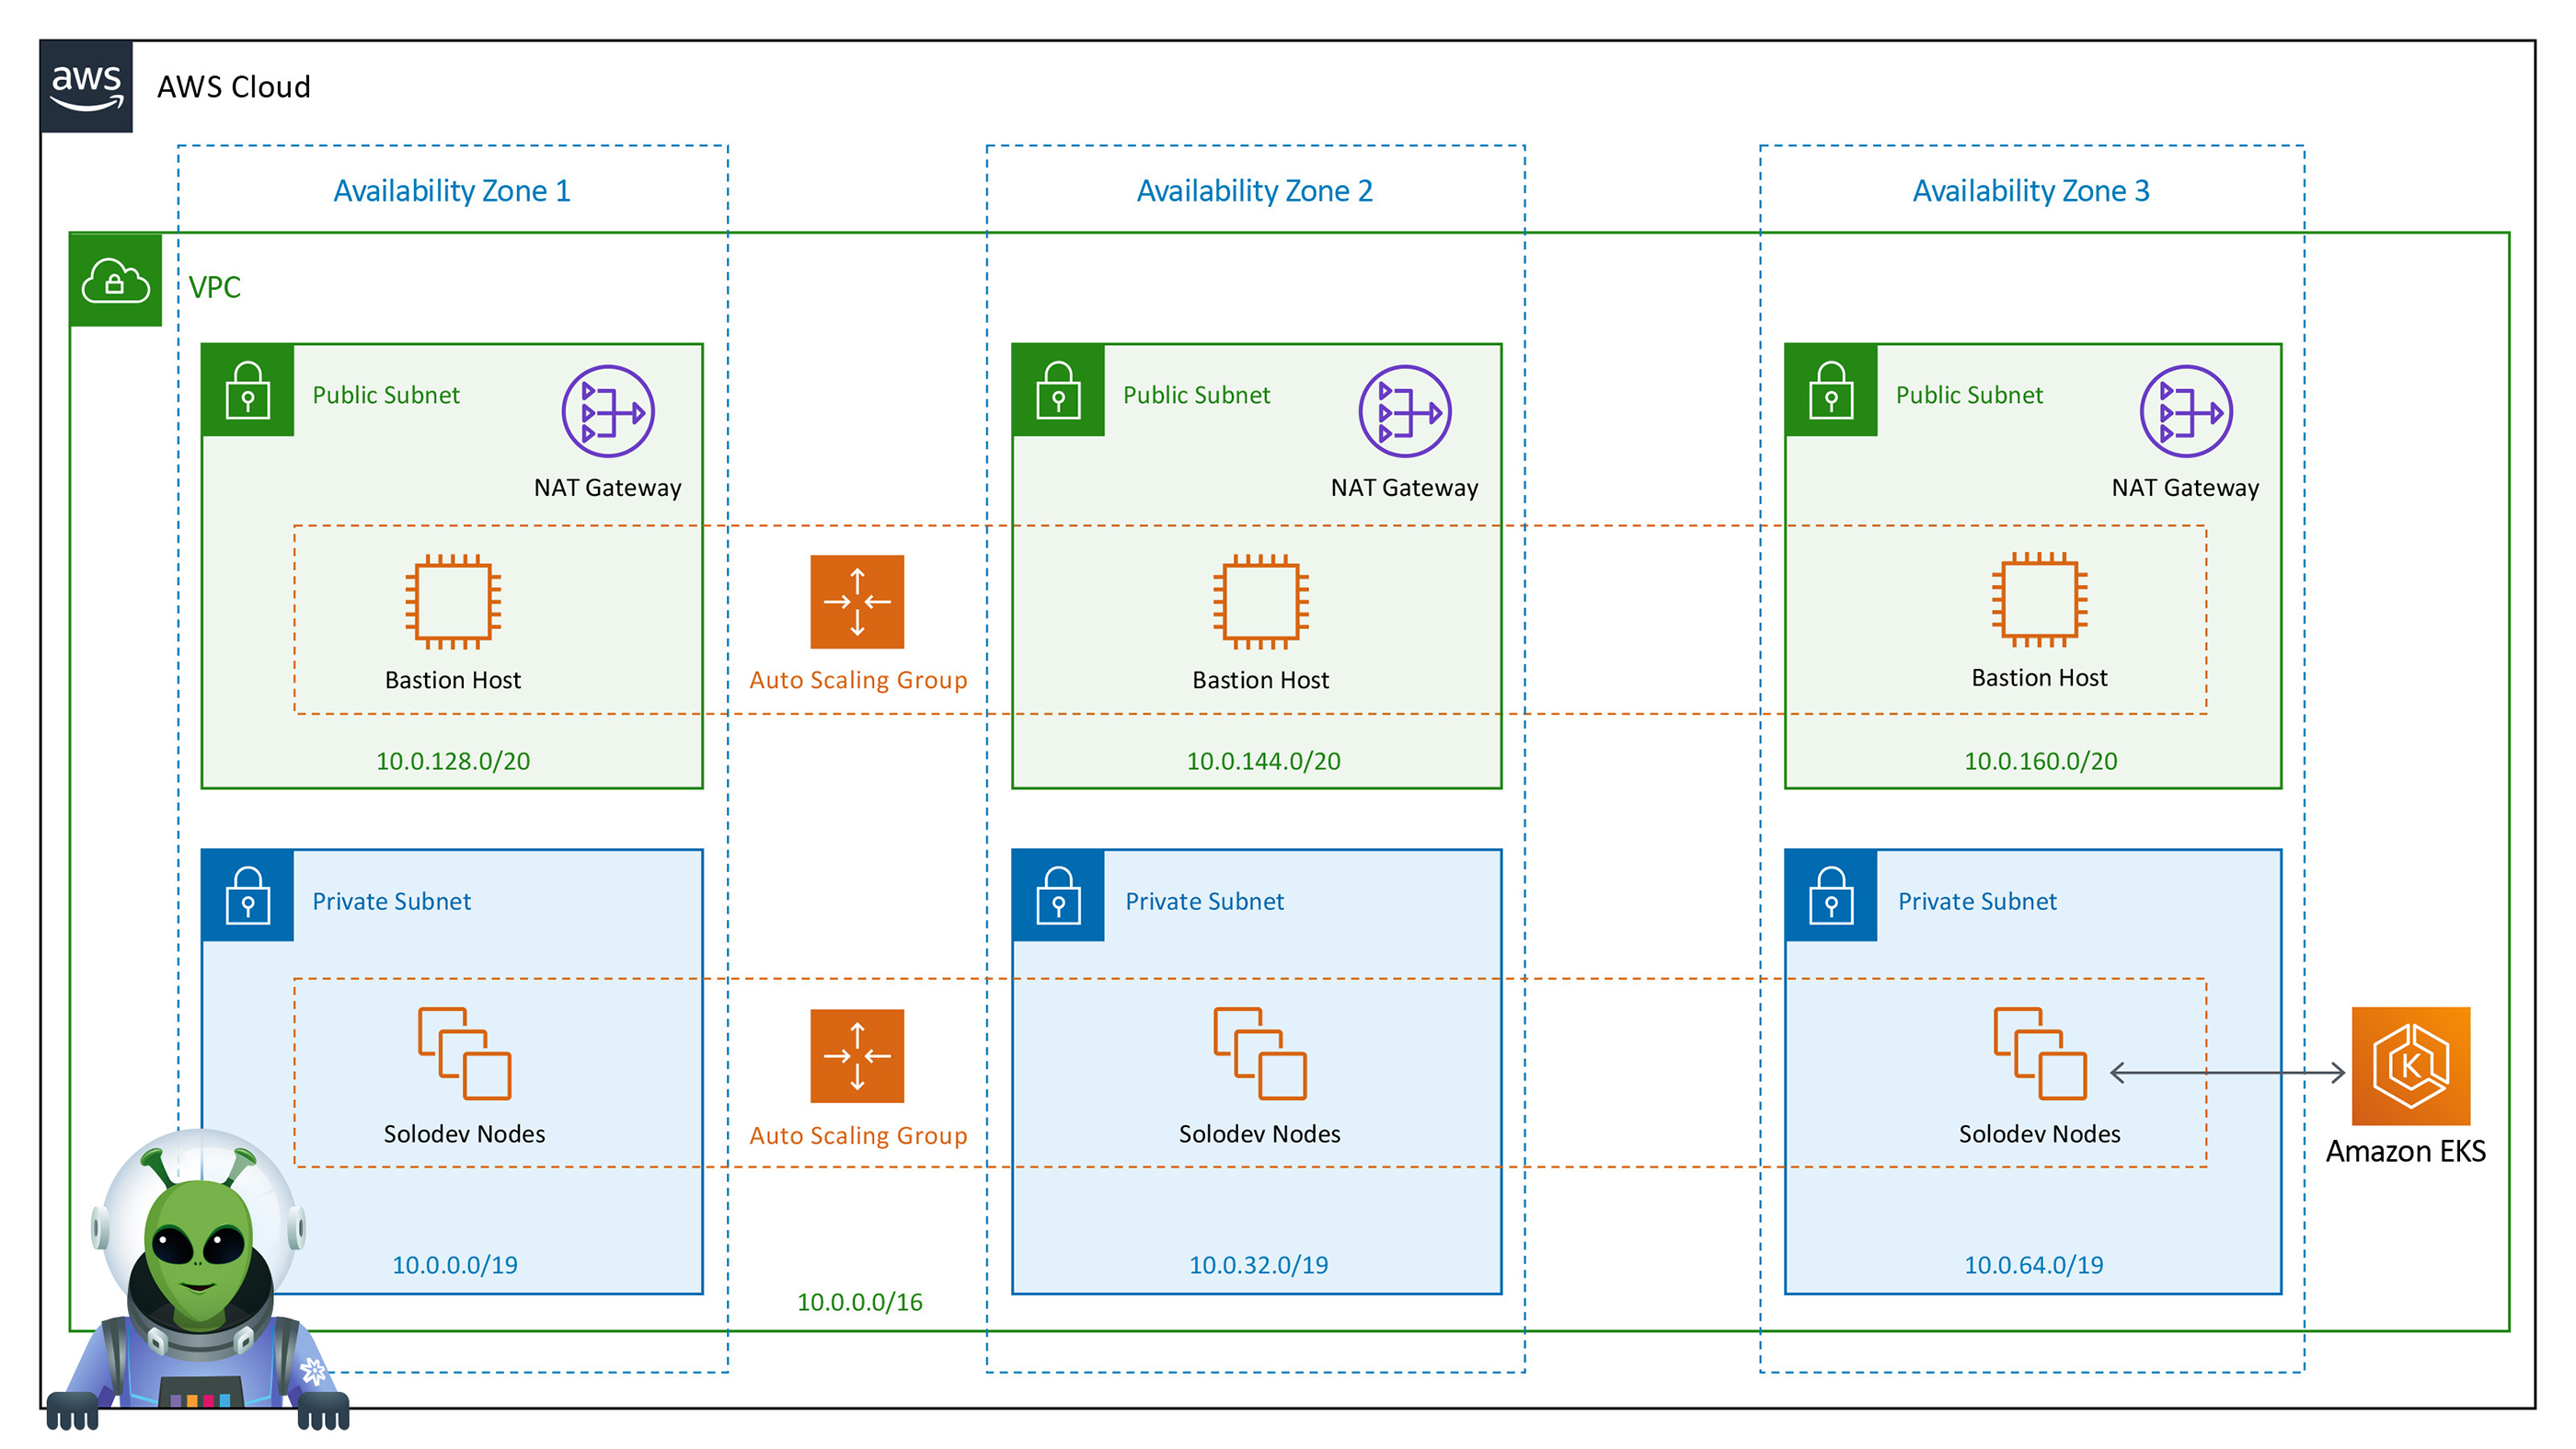 aws
AWS Cloud
Availability Zone 1
Availability Zone 2
Availability Zone 3
VPC
Public Subnet
NAT Gateway
Public Subnet
NAT Gateway
Public Subnet
NAT Gateway
Bastion Host
Auto Scaling Group
Bastion Host
Bastion Host
10.0.128.0/20
10.0.144.0/20
10.0.160.0/20
Private Subnet
Private Subnet
Private Subnet
Solodev Nodes
Auto Scaling Group
Solodev Nodes
Solodev Nodes
K
Amazon EKS
10.0.0.0/19
10.0.32.0/19
10.0.64.0/19
10.0.0.0/16